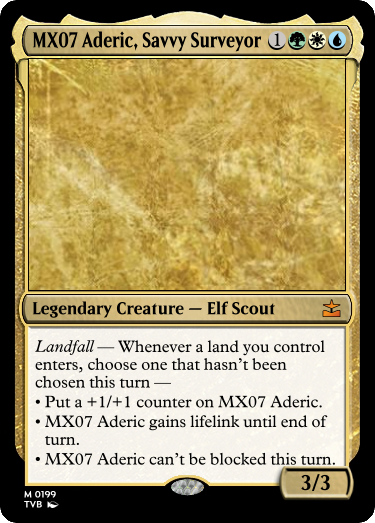 MX07 Aderic, Savvy Surveyor 1
Legendary Creature — Elf Scout
Landfall — Whenever a land you control
enters, choose one that hasn't been
chosen this turn —
• Put a +1/+1 counter on MX07 Aderic.
• MX07 Aderic gains lifelink until end of
turn.
• MX07 Aderic can't be blocked this turn.
3/3
M 0199
TVB